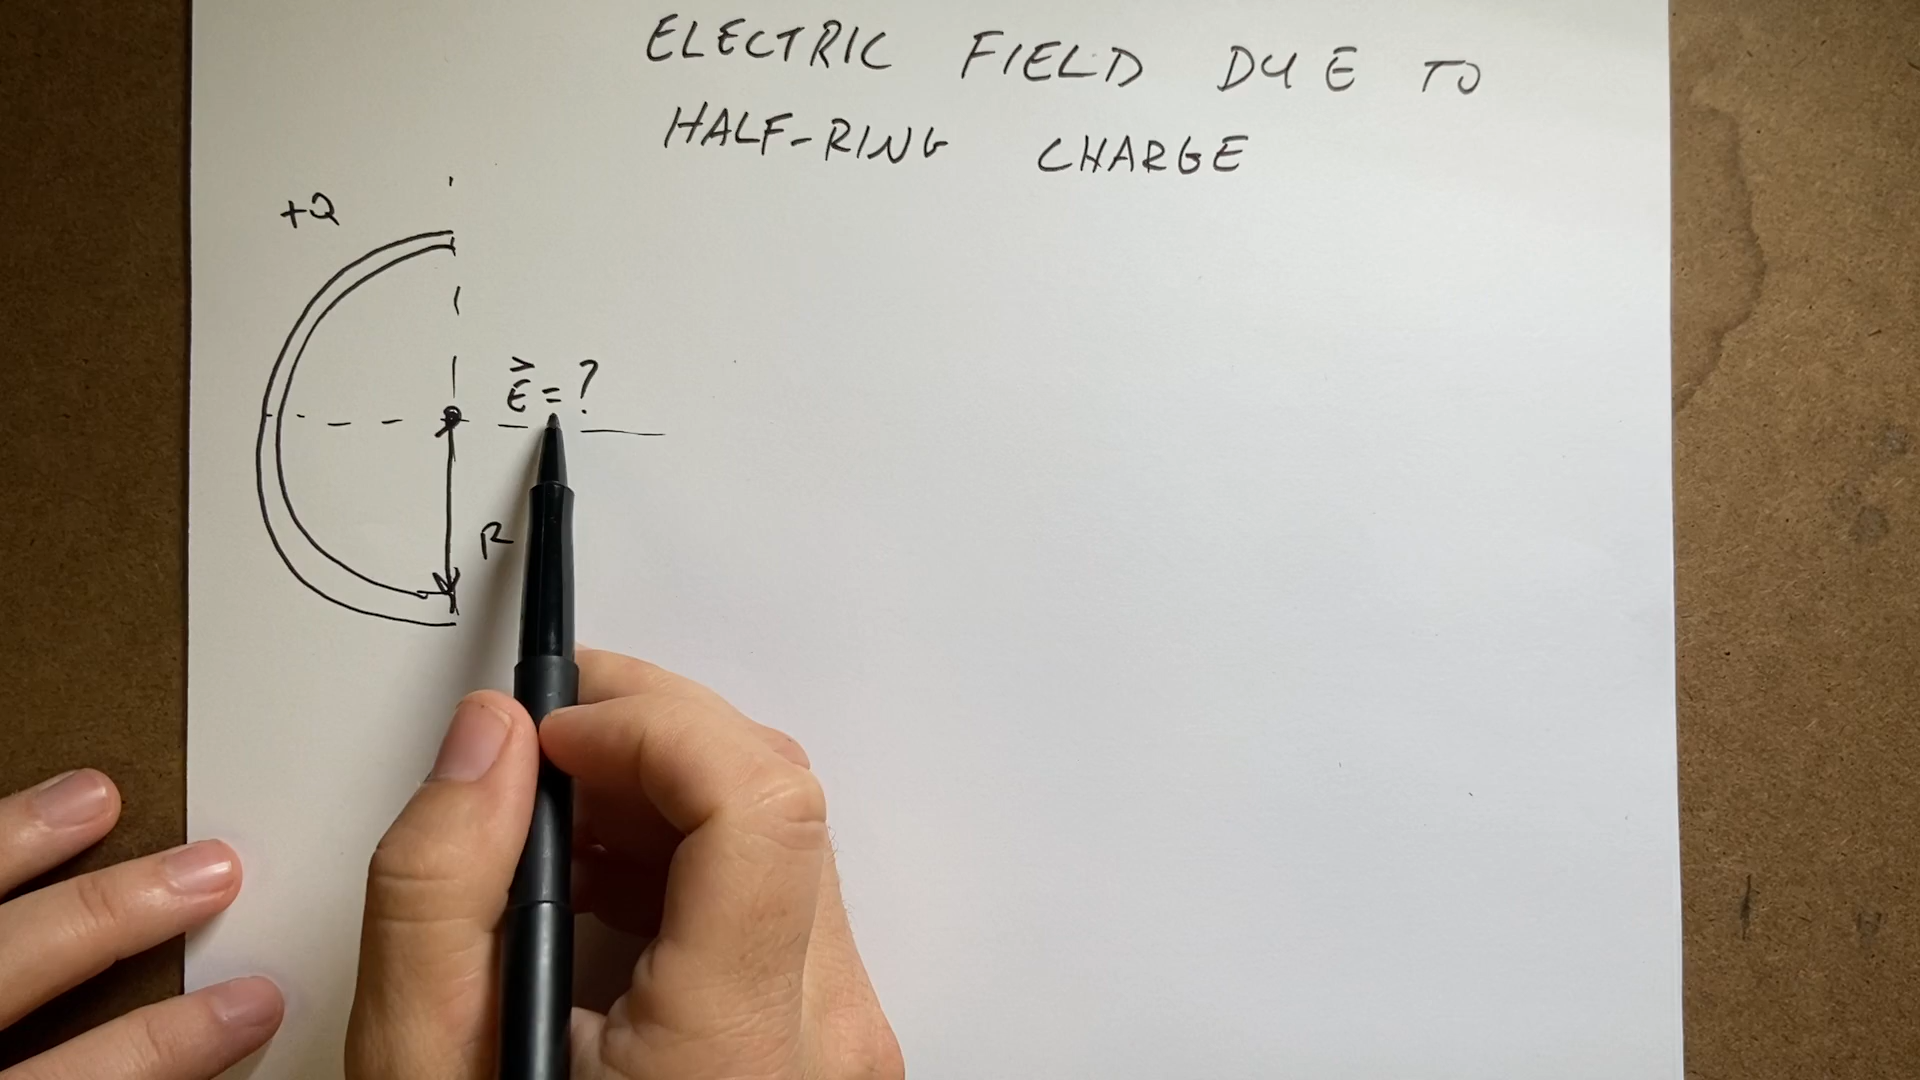 ELECTRIC FIELD DUE TO
HALF-RING CHARGE
+Q
E⃗ = ?
R